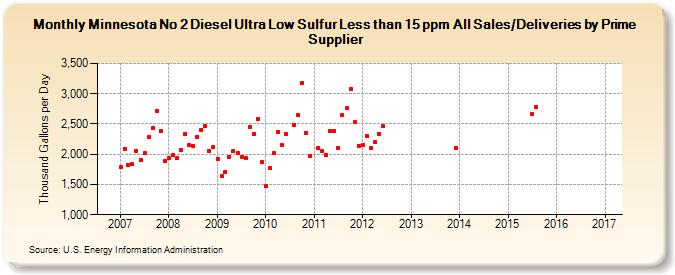 Monthly Minnesota No 2 Diesel Ultra Low Sulfur Less than 15 ppm All Sales/Deliveries by Prime
Supplier
Thousand Gallons per Day
3,500
3,000
2,500
2,000
1,500
1,000
2007 2008 2009 2010 2011 2012 2013 2014 2015 2016 2017
Source: U.S. Energy Information Administration